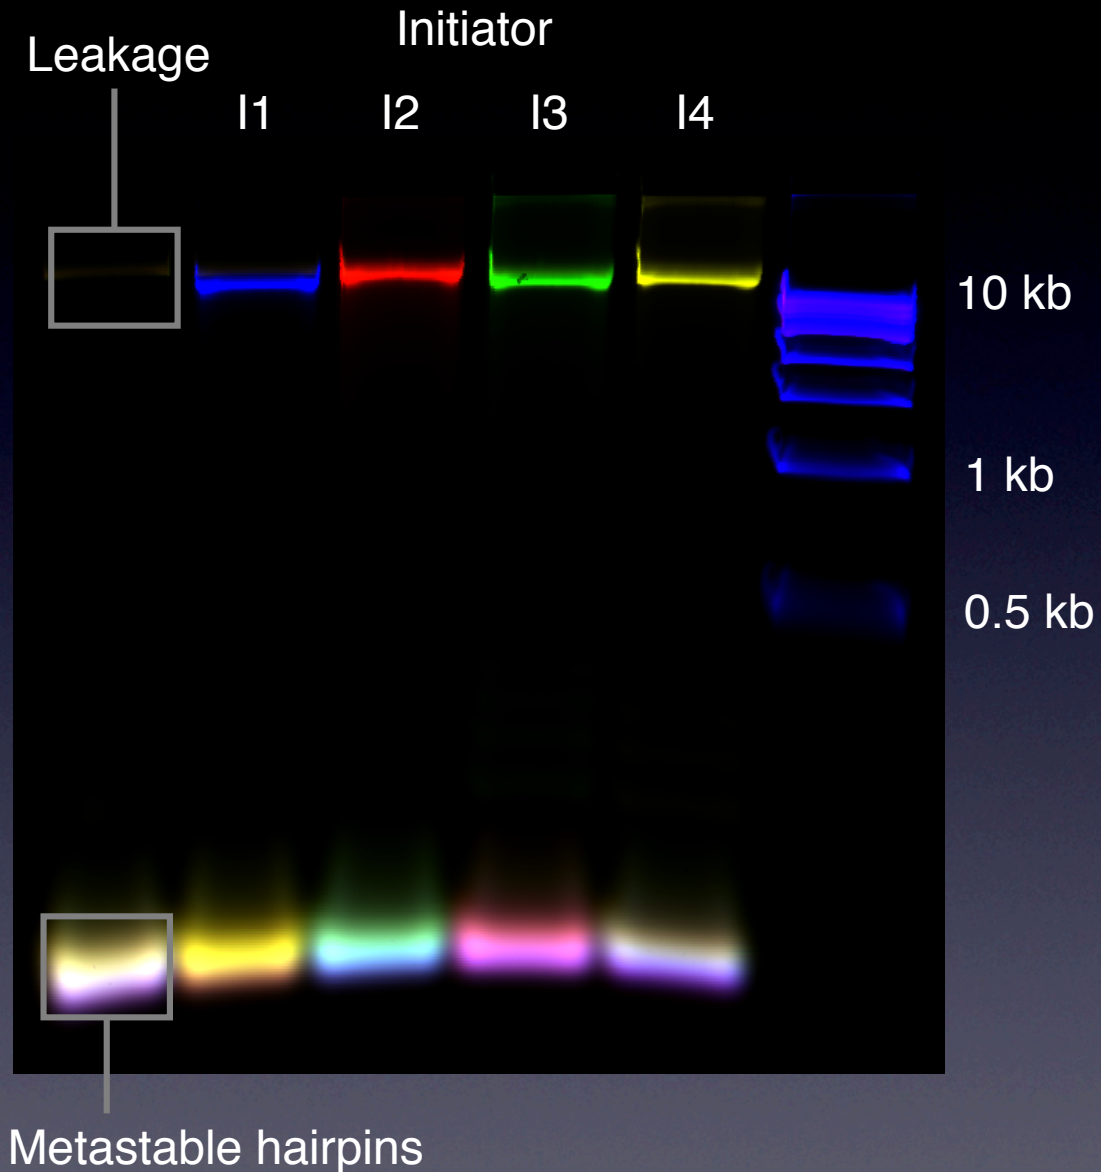 Initiator
Leakage
I1 I2 I3 I4
10 kb
1 kb
0.5 kb
Metastable hairpins